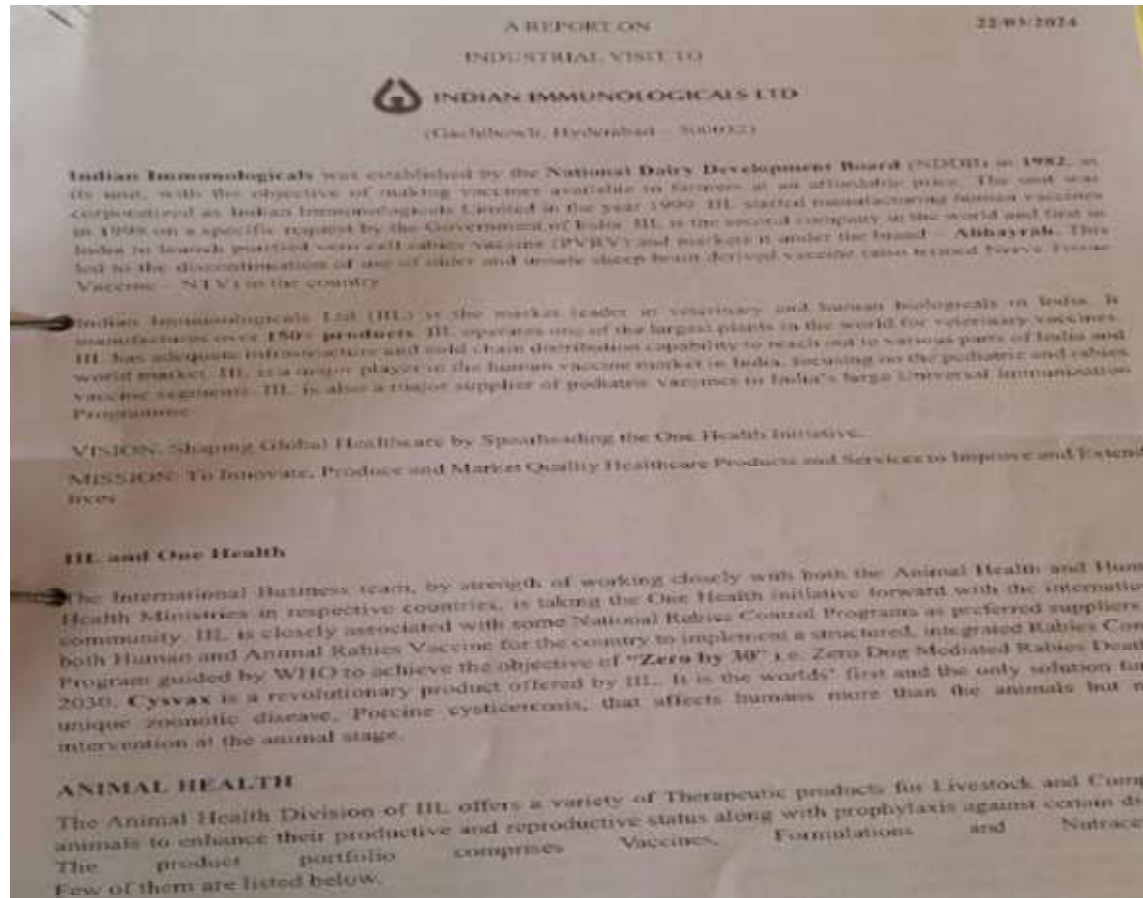 A REPORT ON
22/03/2024
INDUSTRIAL VISIT TO
INDIAN IMMUNOLOGICALS LTD
(Gachibowli, Hyderabad – 500032)
Indian Immunologicals was established by the National Dairy Development Board (NDDB) in 1982, as
its unit, with the objective of making vaccines available to farmers at an affordable price. The unit was
corporatized as Indian Immunologicals Limited in the year 1999. IIL started manufacturing human vaccines
in 1998 on a specific request by the Government of India. IIL is the second company in the world and first in
India to launch purified vero cell rabies vaccine (PVRV) and markets it under the brand – Abhayrab. This
led to the discontinuation of use of older and unsafe sheep brain derived vaccine (also termed Nerve Tissue
Vaccine – NTV) in the country
Indian Immunologicals Ltd (IIL) is the market leader in veterinary and human biologicals in India. It
manufactures over 150+ products. IIL operates one of the largest plants in the world for veterinary vaccines.
IIL has adequate infrastructure and cold chain distribution capability to reach out to various parts of India and
world market. IIL is a major player in the human vaccine market in India, focusing on the pediatric and rabies
vaccine segments. IIL is also a major supplier of pediatric Vaccines to India's large Universal Immunisation
Programme
VISION: Shaping Global Healthcare by Spearheading the One Health Initiative.
MISSION: To Innovate, Produce and Market Quality Healthcare Products and Services to Improve and Extend
lives
IIL and One Health
The International Business team, by strength of working closely with both the Animal Health and Hum
Health Ministries in respective countries, is taking the One Health initiative forward with the internatio
community. IIL is closely associated with some National Rabies Control Programs as preferred suppliers
both Human and Animal Rabies Vaccine for the country to implement a structured, integrated Rabies Con
Program guided by WHO to achieve the objective of "Zero by 30" i.e. Zero Dog Mediated Rabies Death
2030. Cysvax is a revolutionary product offered by IIL. It is the worlds' first and the only solution for
unique zoonotic disease, Porcine cysticercosis, that affects humans more than the animals but n
intervention at the animal stage.
ANIMAL HEALTH
The Animal Health Division of IIL offers a variety of Therapeutic products for Livestock and Comp
animals to enhance their productive and reproductive status along with prophylaxis against certain di
The product portfolio comprises Vaccines, Formulations and Nutrace
Few of them are listed below.